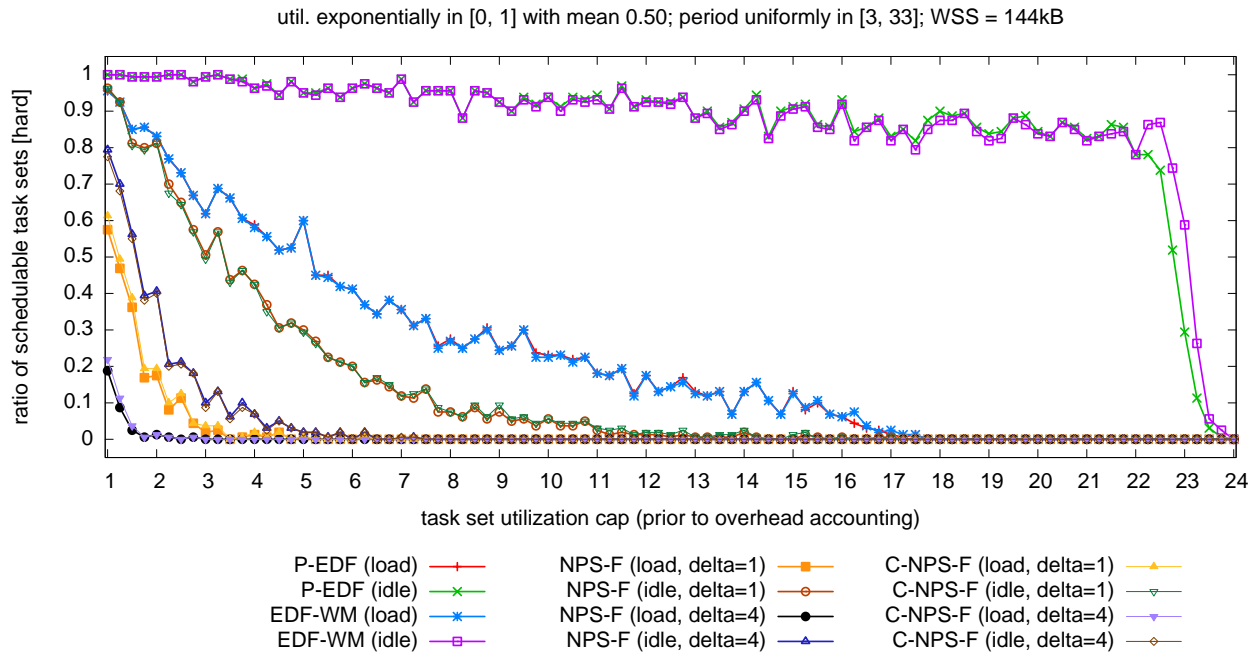 util. exponentially in [0, 1] with mean 0.50; period uniformly in [3, 33]; WSS = 144kB
ratio of schedulable task sets [hard]
1
0.9
0.8
0.7
0.6
0.5
0.4
0.3
0.2
0.1
0
1 2 3 4 5 6 7 8 9 10 11 12 13 14 15 16 17 18 19 20 21 22 23 24
task set utilization cap (prior to overhead accounting)
P-EDF (load) NPS-F (load, delta=1) C-NPS-F (load, delta=1)
P-EDF (idle) NPS-F (idle, delta=1) C-NPS-F (idle, delta=1)
EDF-WM (load) NPS-F (load, delta=4) C-NPS-F (load, delta=4)
EDF-WM (idle) NPS-F (idle, delta=4) C-NPS-F (idle, delta=4)